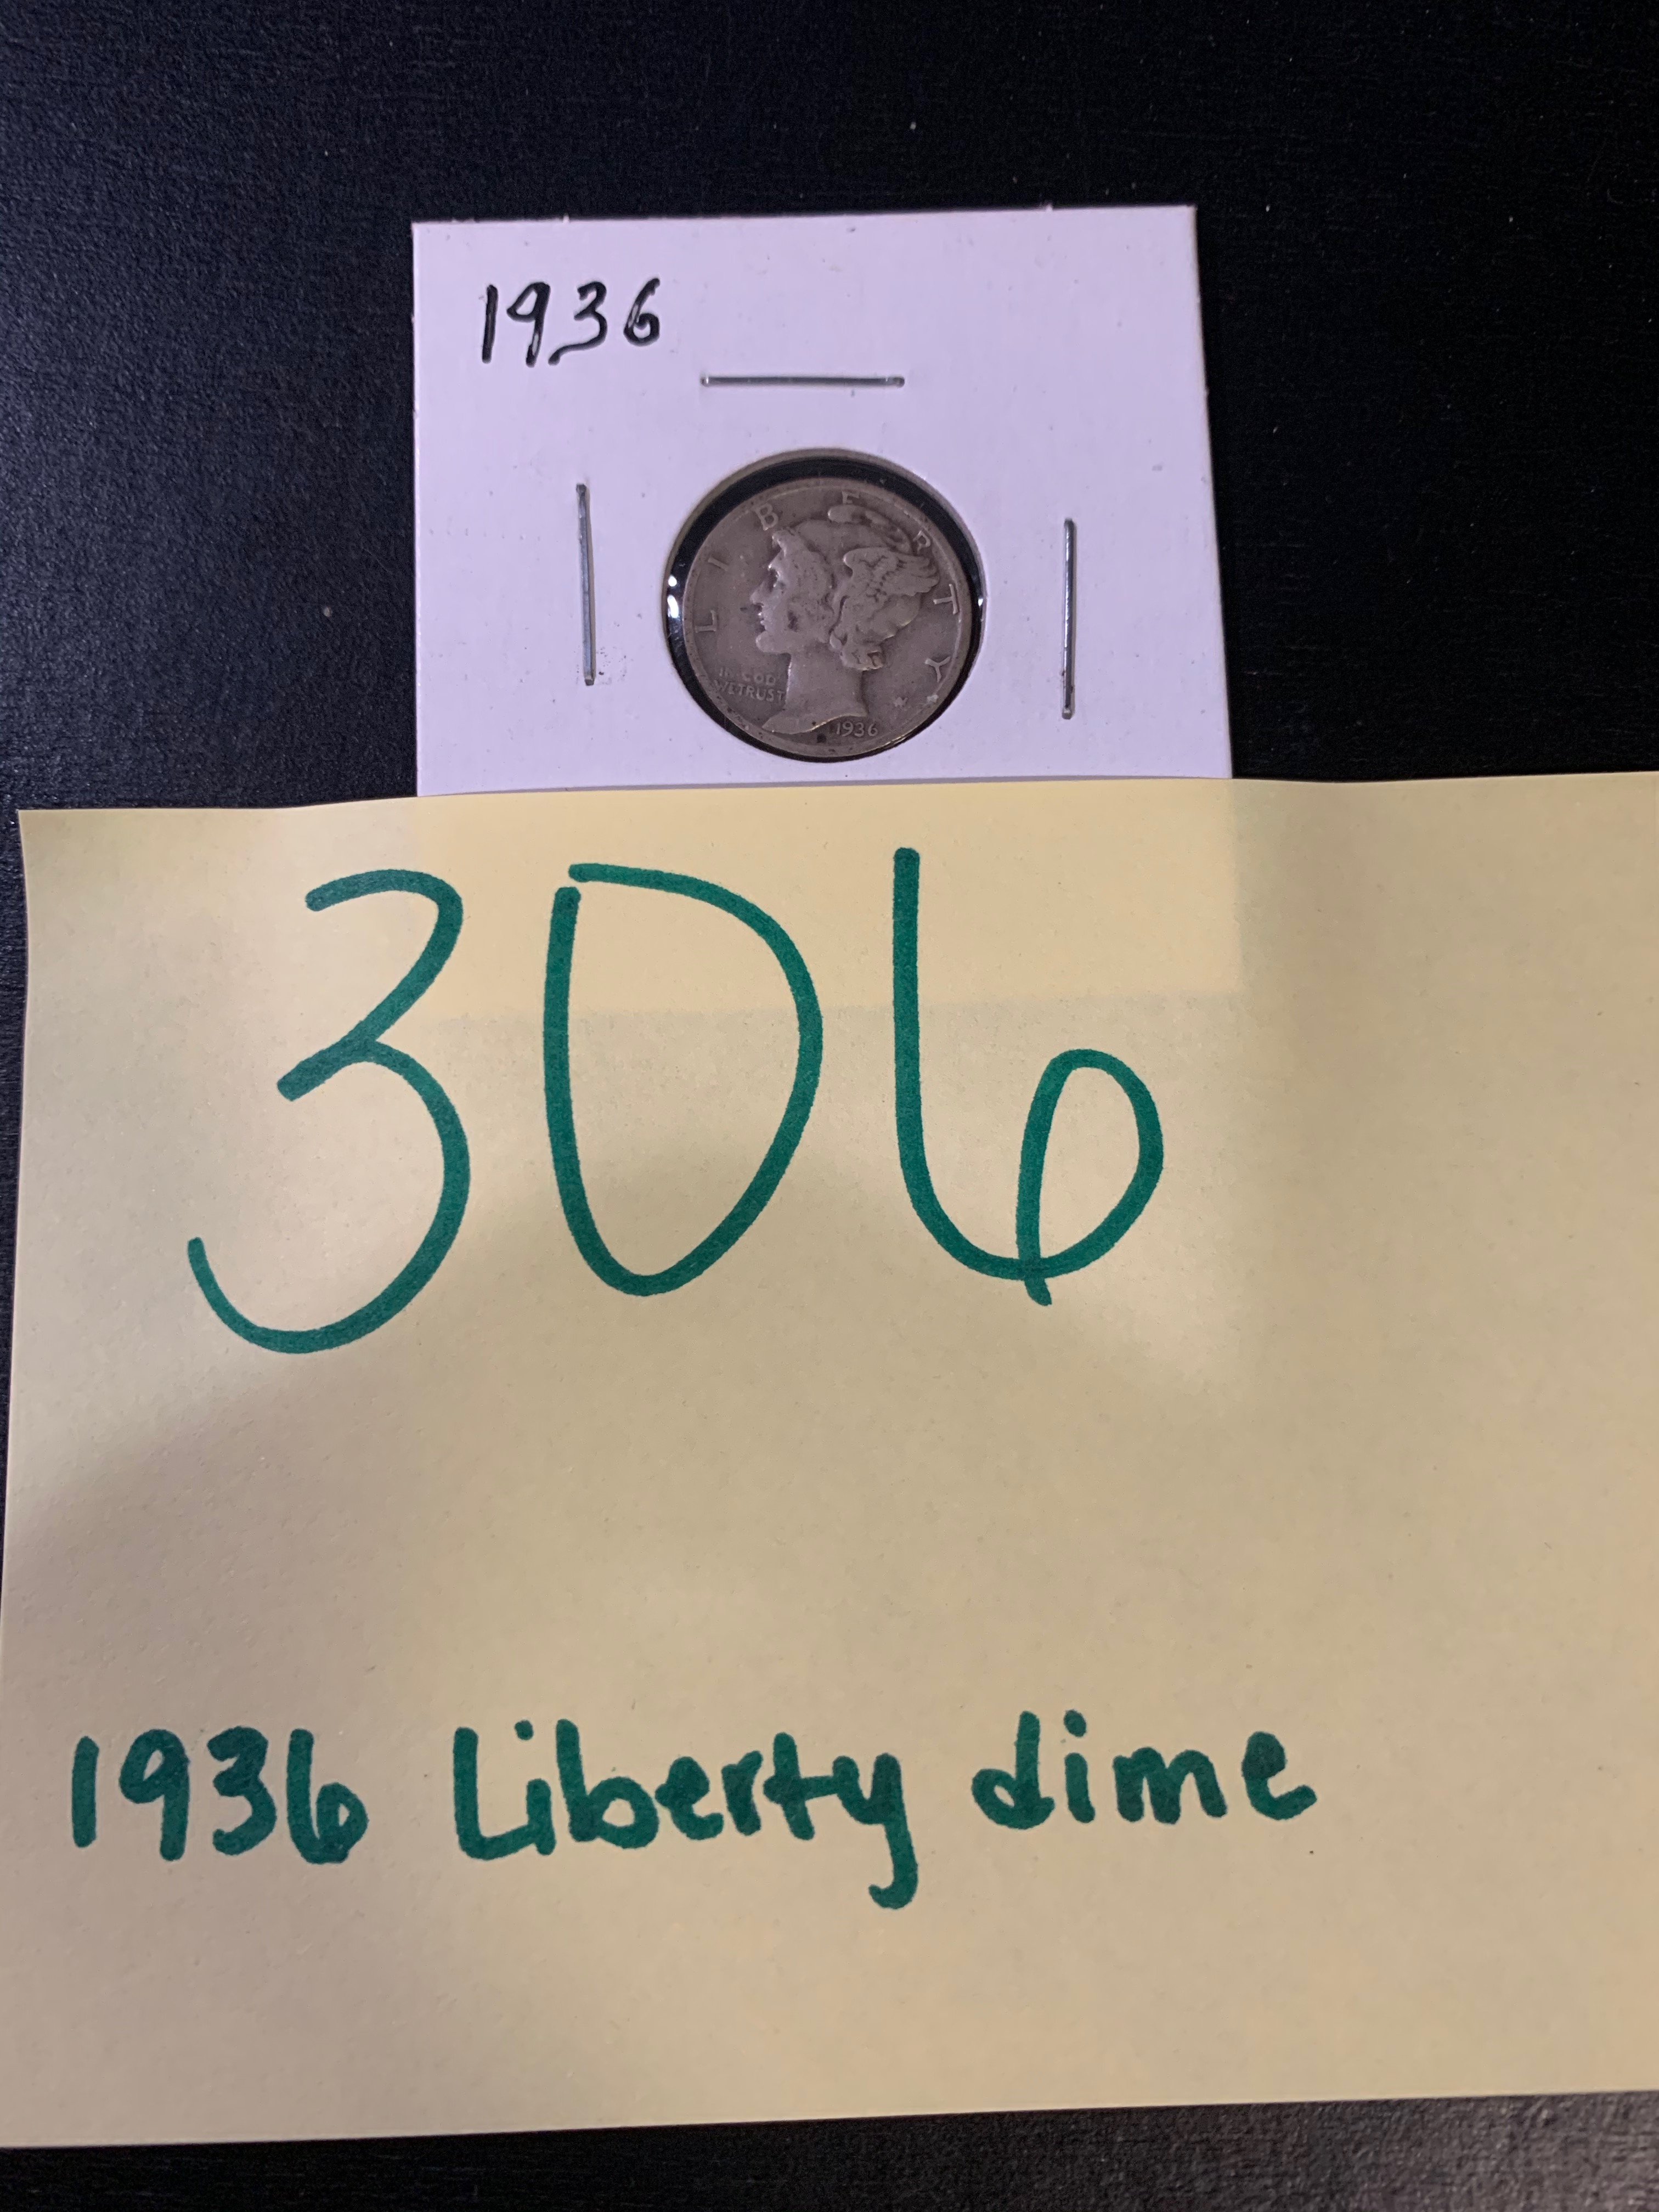 1936
LIBERTY
IN GOD
WE TRUST
1936
306
1936 Liberty dime